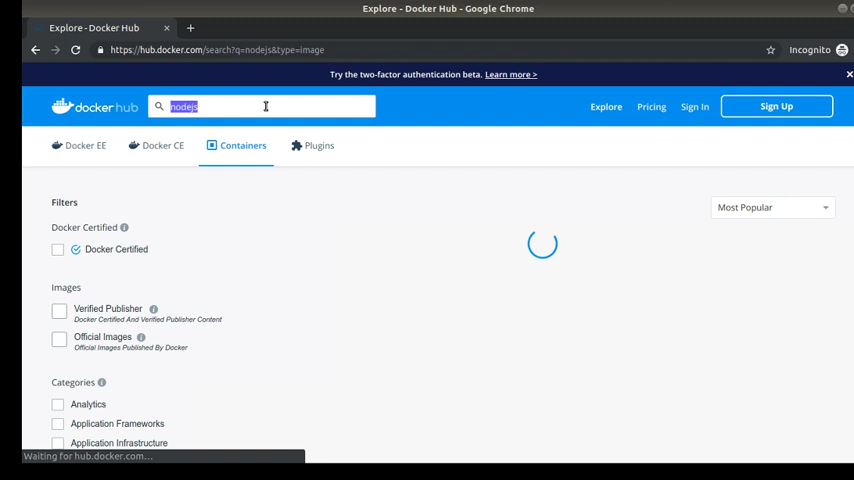 Explore - Docker Hub - Google Chrome
Explore - Docker Hub
https://hub.docker.com/search?q=nodejs&type=image
Incognito
Try the two-factor authentication beta. Learn more >
docker hub
nodejs
Explore
Pricing
Sign In
Sign Up
Docker EE
Docker CE
Containers
Plugins
Filters
Most Popular
Docker Certified
Docker Certified
Images
Verified Publisher
Docker Certified And Verified Publisher Content
Official Images
Official Images Published By Docker
Categories
Analytics
Application Frameworks
Application Infrastructure
Waiting for hub.docker.com...